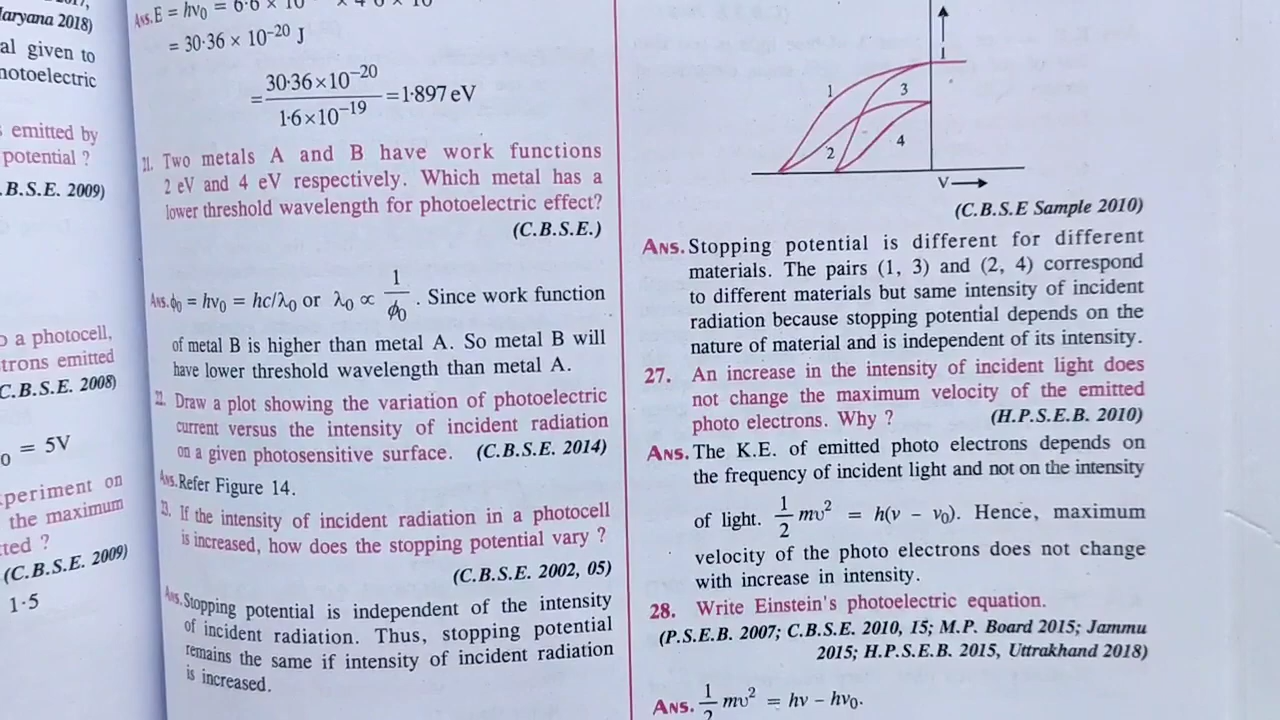 Haryana 2018)
al given to
notoelectric
emitted by
potential ?
.B.S.E. 2009)
o a photocell,
trons emitted
C.B.S.E. 2008)
0 = 5V
xperiment on
the maximum
tted ?
(C.B.S.E. 2009)
1·5
Ans. E = hν0 = 6·6 × 10
= 30·36 × 10⁻²⁰ J
= 30·36×10⁻²⁰ / 1·6×10⁻¹⁹ = 1·897 eV
21. Two metals A and B have work functions
2 eV and 4 eV respectively. Which metal has a
lower threshold wavelength for photoelectric effect?
(C.B.S.E.)
Ans. ϕ0 = hν0 = hc/λ0 or λ0 ∝ 1/ϕ0 . Since work function
of metal B is higher than metal A. So metal B will
have lower threshold wavelength than metal A.
22. Draw a plot showing the variation of photoelectric
current versus the intensity of incident radiation
on a given photosensitive surface. (C.B.S.E. 2014)
Ans. Refer Figure 14.
23. If the intensity of incident radiation in a photocell
is increased, how does the stopping potential vary ?
(C.B.S.E. 2002, 05)
Ans. Stopping potential is independent of the intensity
of incident radiation. Thus, stopping potential
remains the same if intensity of incident radiation
is increased.
I
1
3
2
4
V
(C.B.S.E Sample 2010)
Ans. Stopping potential is different for different
materials. The pairs (1, 3) and (2, 4) correspond
to different materials but same intensity of incident
radiation because stopping potential depends on the
nature of material and is independent of its intensity.
27. An increase in the intensity of incident light does
not change the maximum velocity of the emitted
photo electrons. Why ? (H.P.S.E.B. 2010)
Ans. The K.E. of emitted photo electrons depends on
the frequency of incident light and not on the intensity
of light. 1/2 mυ² = h(ν – ν0). Hence, maximum
velocity of the photo electrons does not change
with increase in intensity.
28. Write Einstein's photoelectric equation.
(P.S.E.B. 2007; C.B.S.E. 2010, 15; M.P. Board 2015; Jammu
2015; H.P.S.E.B. 2015, Uttrakhand 2018)
Ans. 1/2 mυ² = hν – hν0.